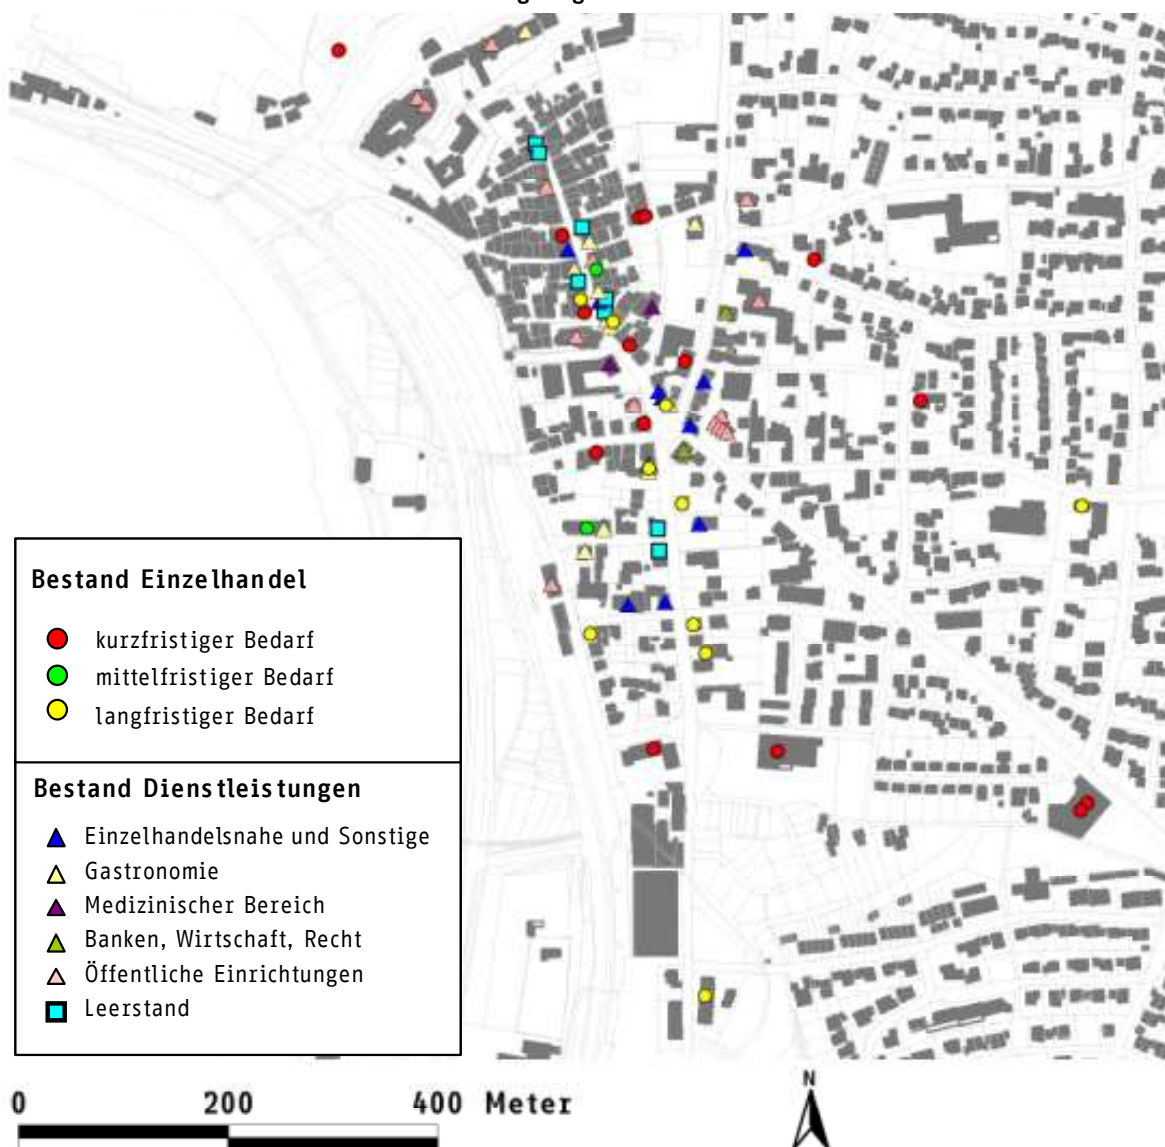 Bestand Einzelhandel
kurzfristiger Bedarf
mittelfristiger Bedarf
langfristiger Bedarf
Bestand Dienstleistungen
Einzelhandelsnahe und Sonstige
Gastronomie
Medizinischer Bereich
Banken, Wirtschaft, Recht
Öffentliche Einrichtungen
Leerstand
0 200 400 Meter
N